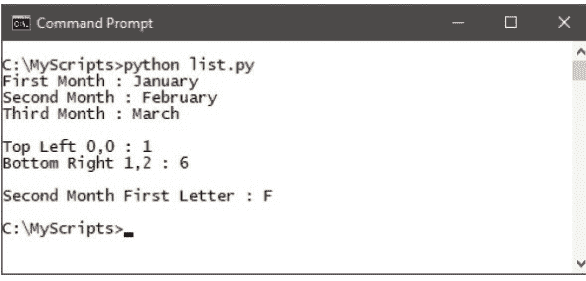 Command Prompt
C:\MyScripts>python list.py
First Month : January
Second Month : February
Third Month : March
Top Left 0,0 : 1
Bottom Right 1,2 : 6
Second Month First Letter : F
C:\MyScripts>